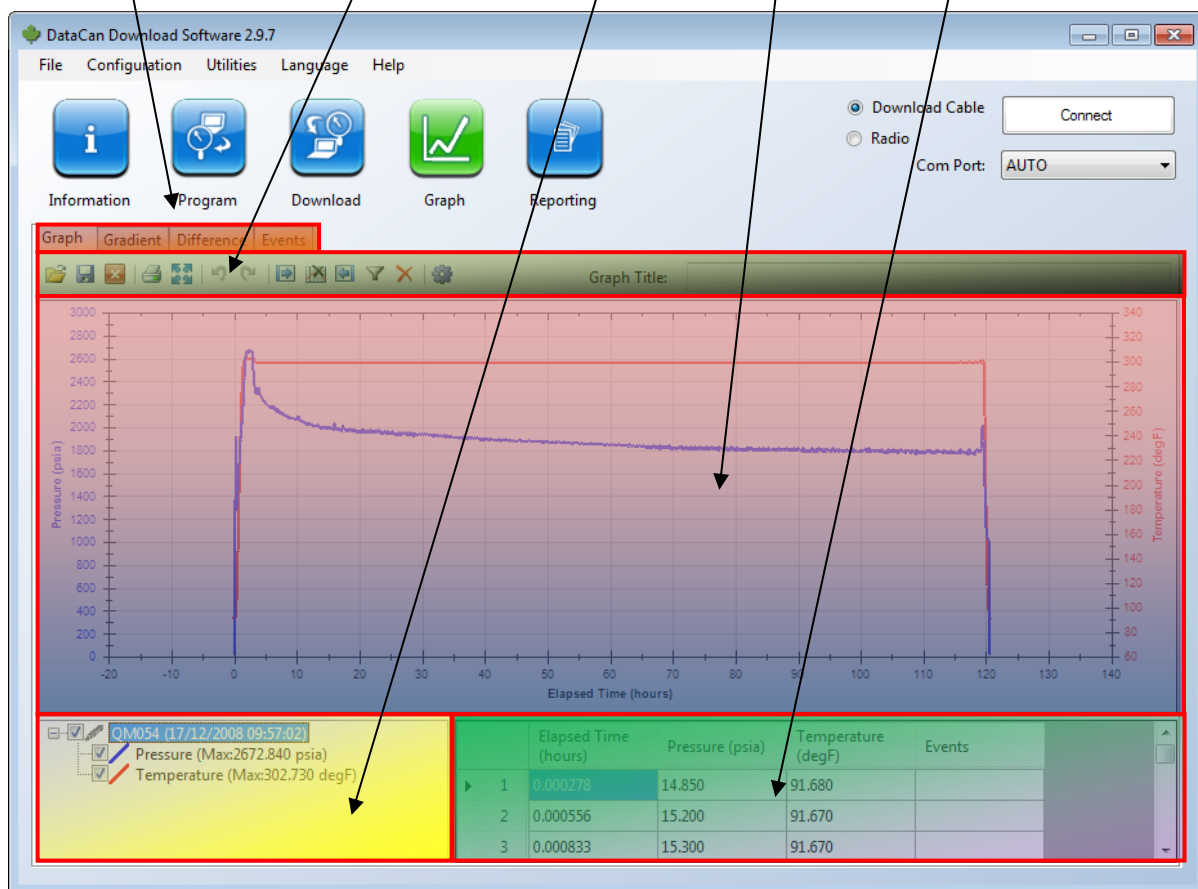 DataCan Download Software 2.9.7
File Configuration Utilities Language Help
Download Cable
Connect
Radio
Com Port: AUTO
Information Program Download Graph Reporting
Graph Gradient Difference Events
Graph Title:
3000
2800
2600
2400
2200
2000
1800
1600
1400
1200
1000
800
600
400
200
0
Pressure (psia)
340
320
300
280
260
240
220
200
180
160
140
120
100
80
60
Temperature (degF)
-20 -10 0 10 20 30 40 50 60 70 80 90 100 110 120 130 140
Elapsed Time (hours)
QM054 (17/12/2008 09:57:02)
Pressure (Max:2672.840 psia)
Temperature (Max:302.730 degF)
Elapsed Time (hours) Pressure (psia) Temperature (degF) Events
1 0.000278 14.850 91.680
2 0.000556 15.200 91.670
3 0.000833 15.300 91.670